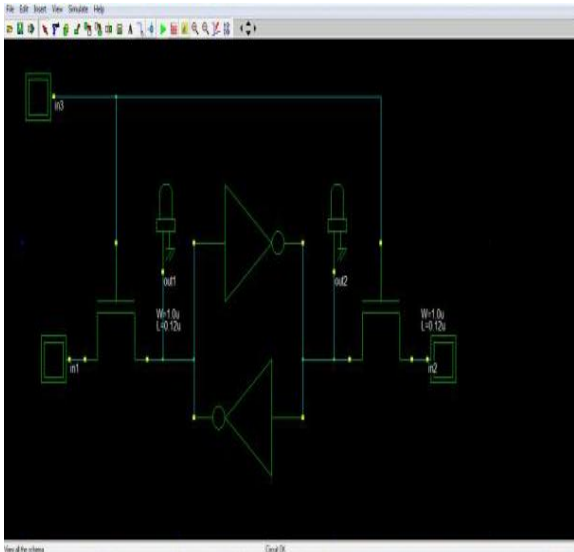 File Edit Insert View Simulate Help
in3
out1
out2
W=1.0u
L=0.12u
W=1.0u
L=0.12u
in1
in2
View all the schema
Circuit OK